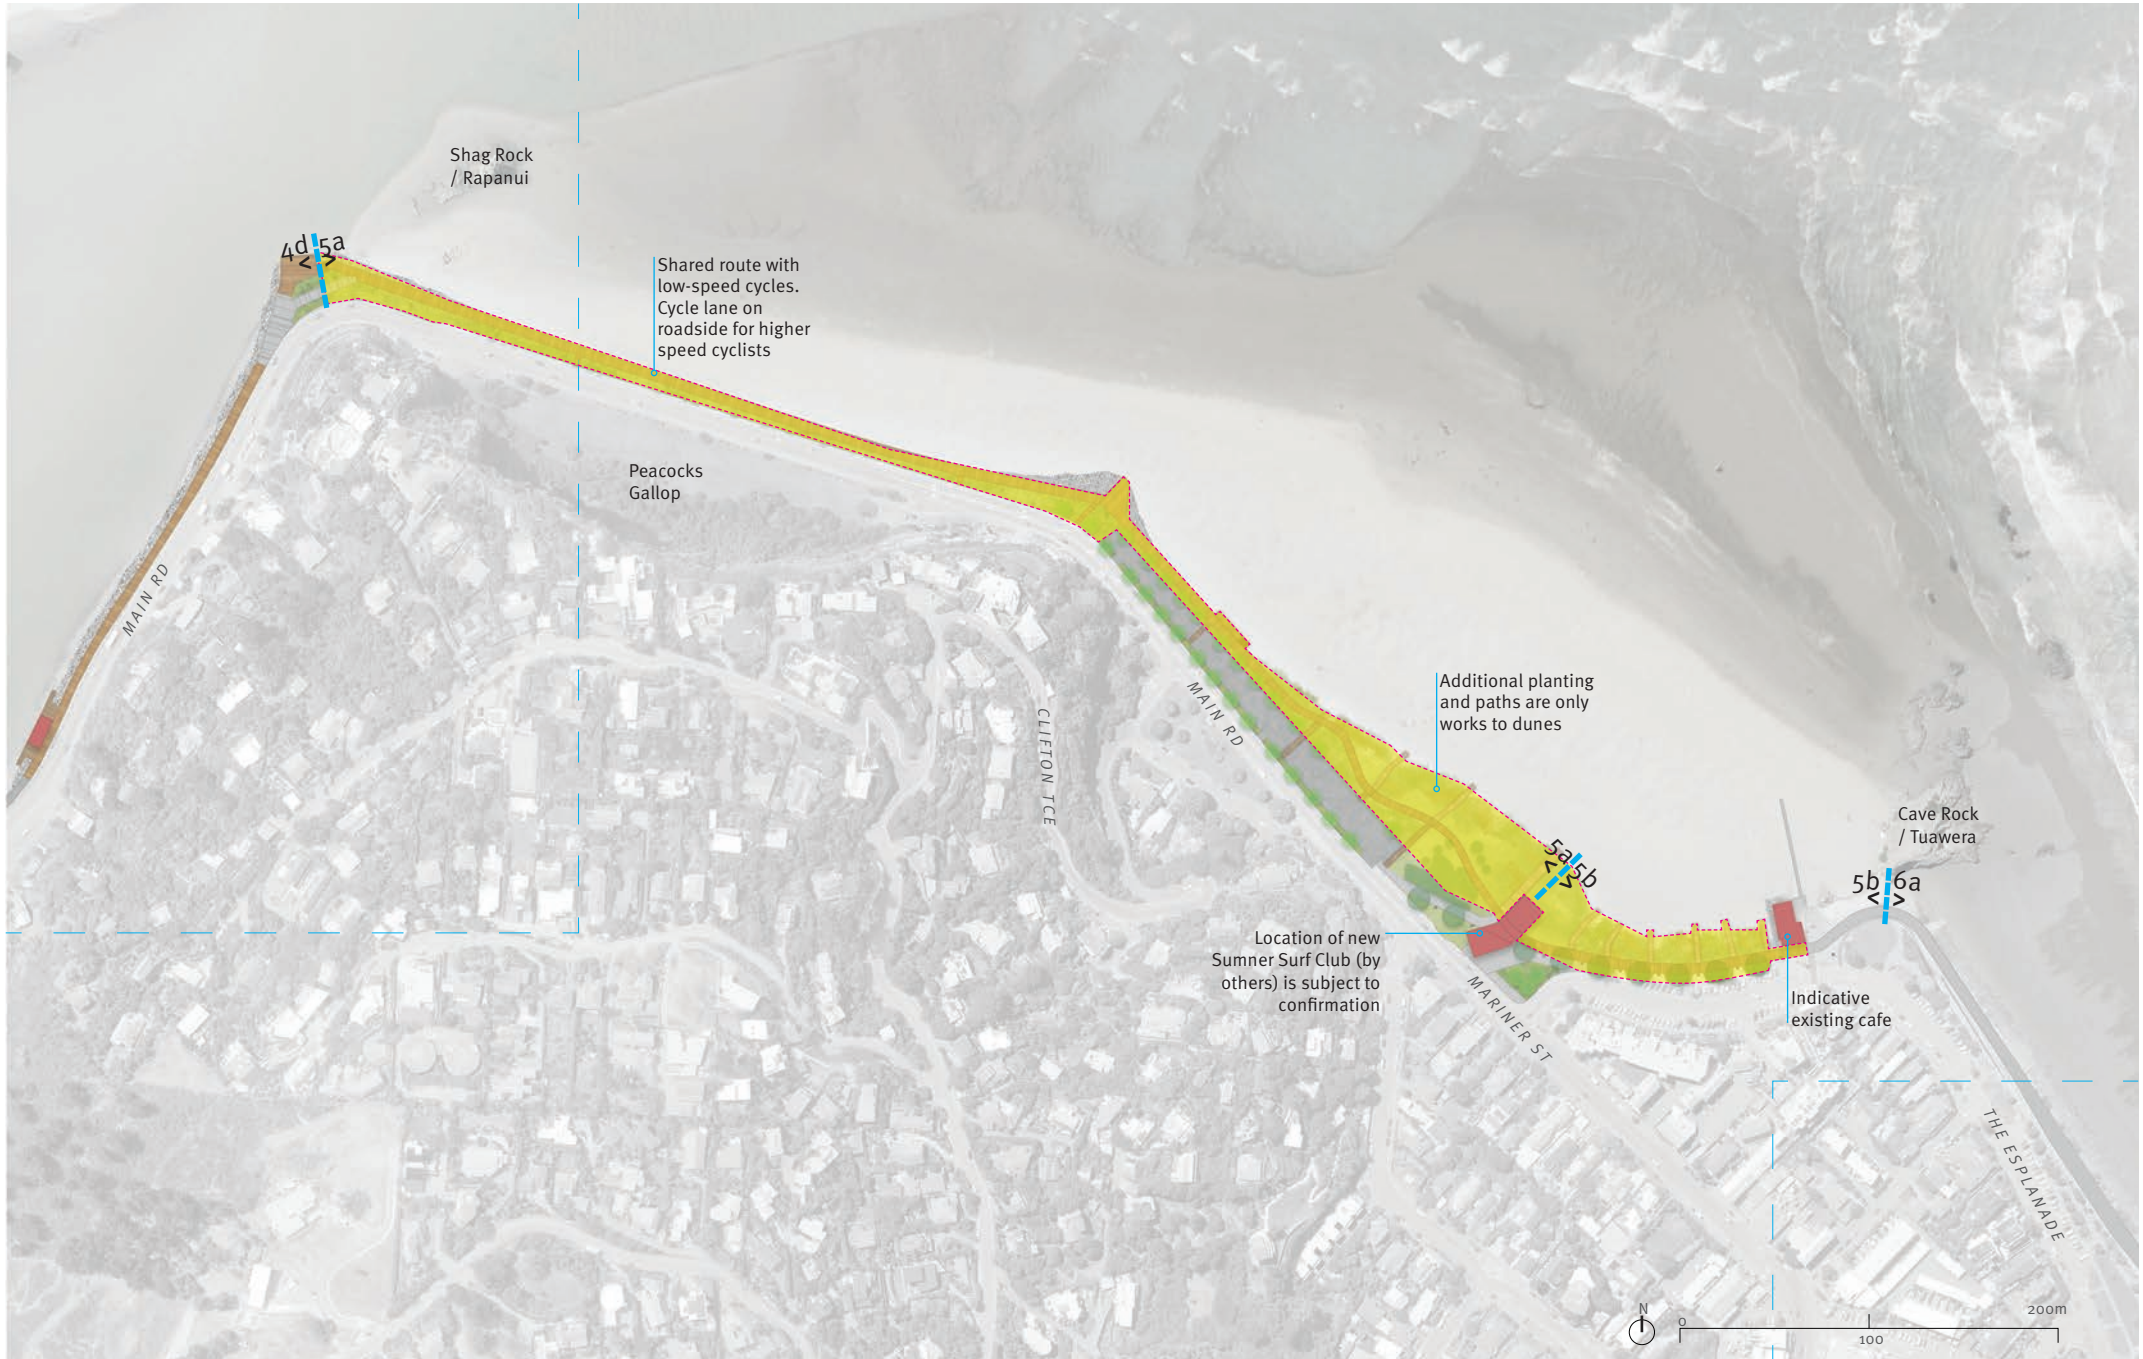 Shag Rock
/ Rapanui
4d 5a
< >
Shared route with
low-speed cycles.
Cycle lane on
roadside for higher
speed cyclists
Peacocks
Gallop
MAIN RD
CLIFTON TCE
MAIN RD
Additional planting
and paths are only
works to dunes
Cave Rock
/ Tuawera
5a 5b
< >
5b 6a
< >
Location of new
Sumner Surf Club (by
others) is subject to
confirmation
MARINER ST
Indicative
existing cafe
THE ESPLANADE
N
0
100
200m